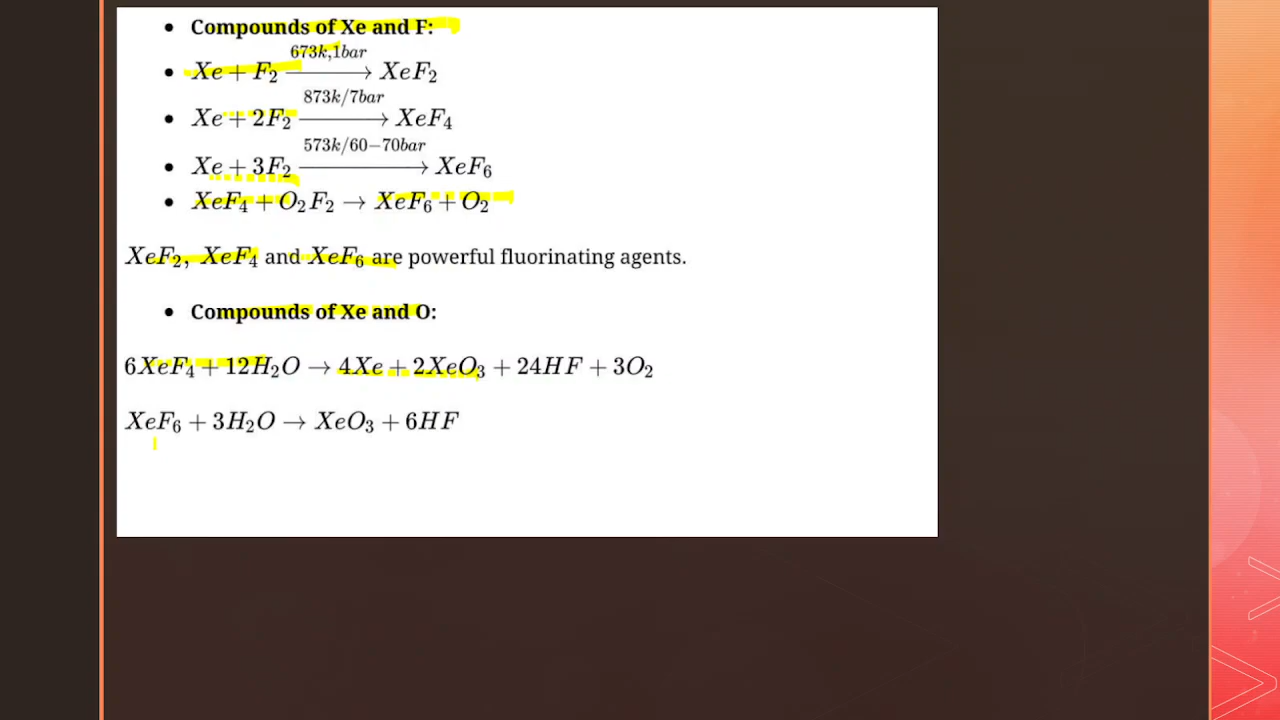 • Compounds of Xe and F:
• Xe + F₂ —673k,1bar→ XeF₂
• Xe + 2F₂ —873k/7bar→ XeF₄
• Xe + 3F₂ —573k/60−70bar→ XeF₆
• XeF₄ + O₂F₂ → XeF₆ + O₂
XeF₂, XeF₄ and XeF₆ are powerful fluorinating agents.
• Compounds of Xe and O:
6XeF₄ + 12H₂O → 4Xe + 2XeO₃ + 24HF + 3O₂
XeF₆ + 3H₂O → XeO₃ + 6HF